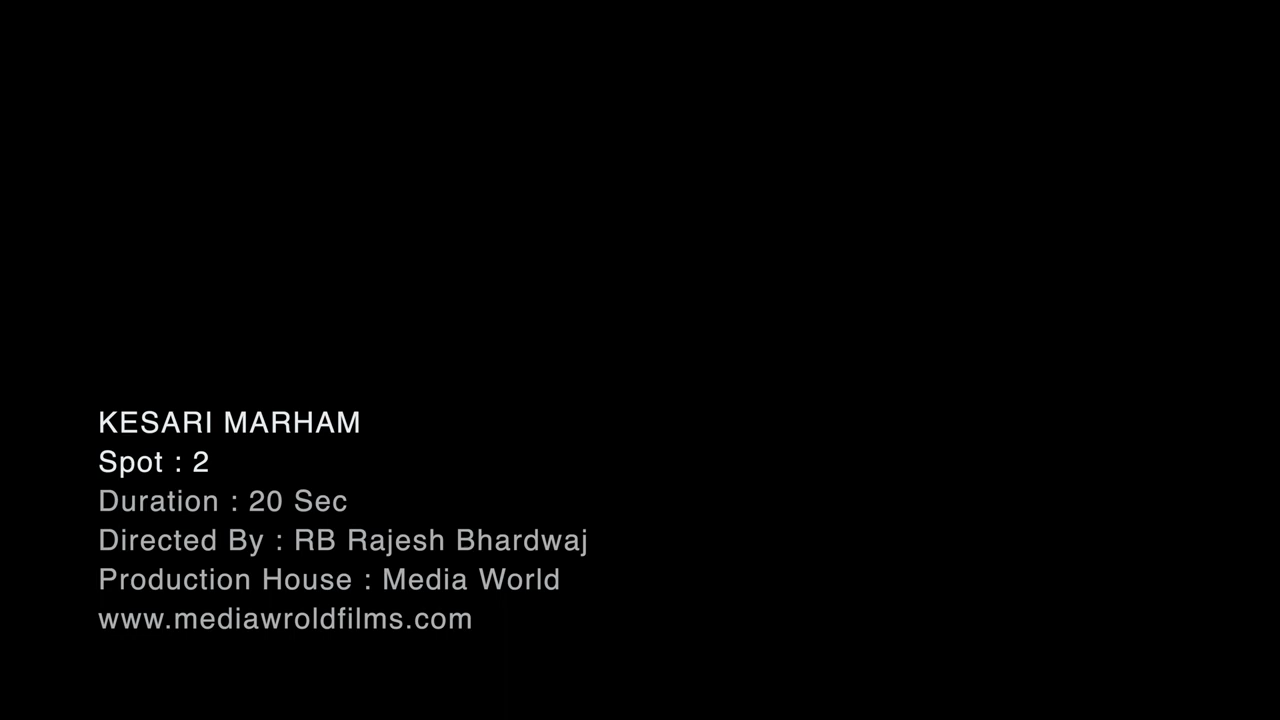 KESARI MARHAM
Spot : 2
Duration : 20 Sec
Directed By : RB Rajesh Bhardwaj
Production House : Media World
www.mediawroldfilms.com